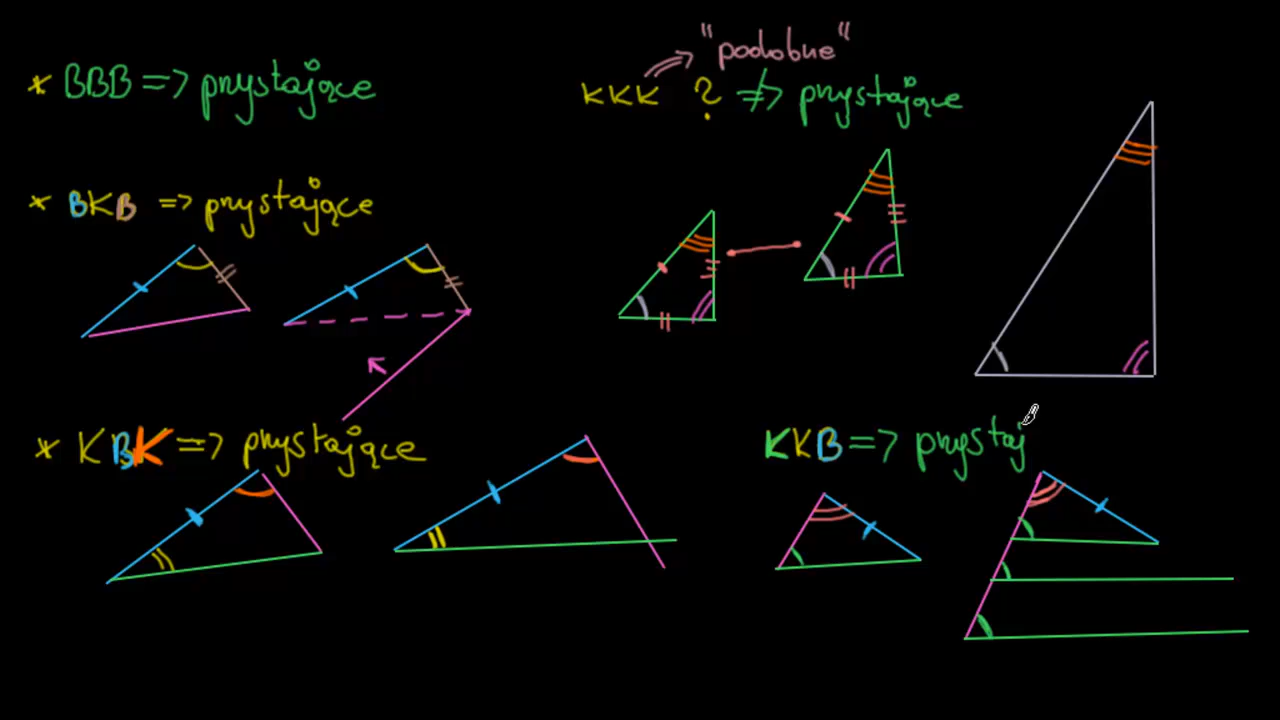 * BBB => przystające
"podobne"
KKK ? ≠> przystające
* BKB => przystające
* KBK => przystające
KKB => przystaj